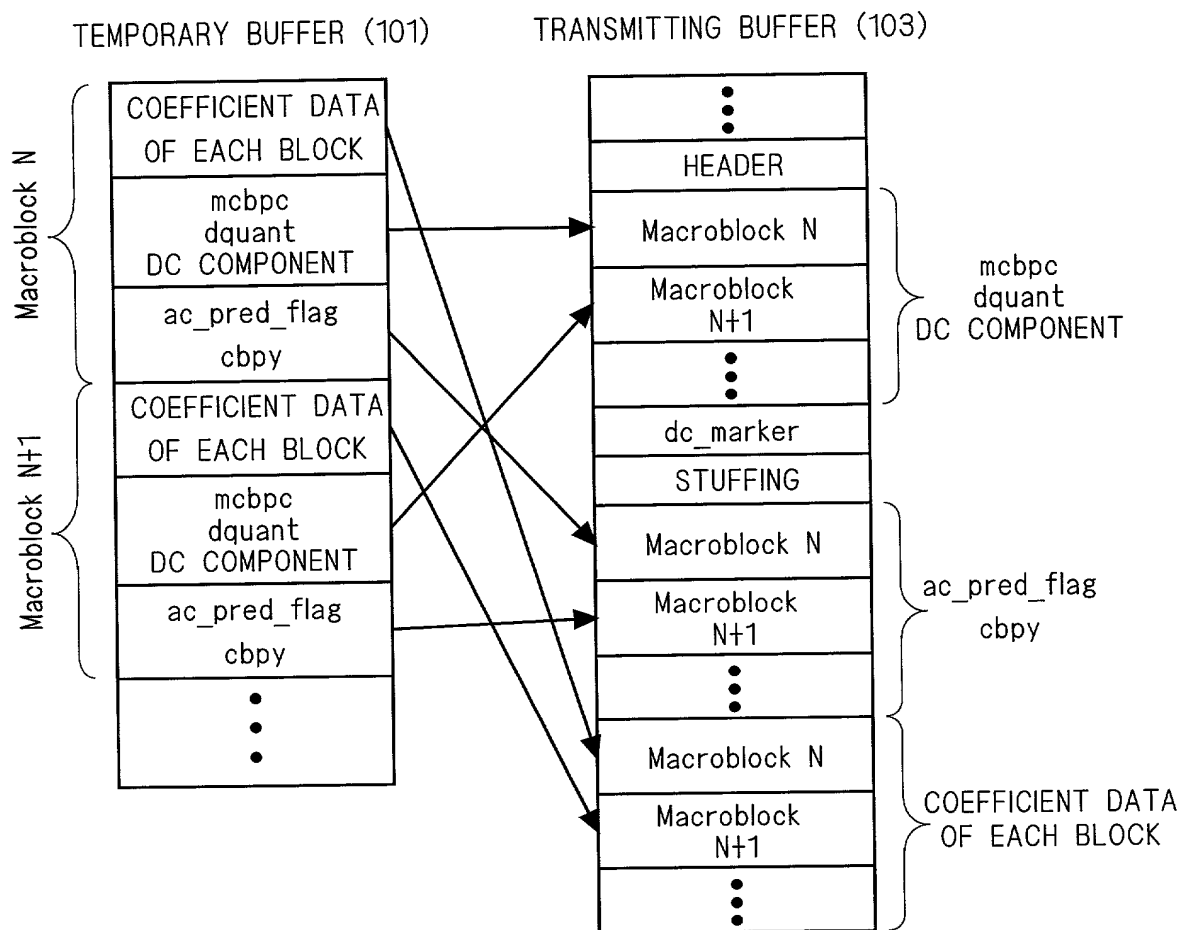 TEMPORARY BUFFER (101)
Macroblock N
COEFFICIENT DATA
OF EACH BLOCK
mcbpc
dquant
DC COMPONENT
ac_pred_flag
cbpy
Macroblock N+1
COEFFICIENT DATA
OF EACH BLOCK
mcbpc
dquant
DC COMPONENT
ac_pred_flag
cbpy
TRANSMITTING BUFFER (103)
HEADER
Macroblock N
Macroblock
N+1
mcbpc
dquant
DC COMPONENT
dc_marker
STUFFING
Macroblock N
Macroblock
N+1
ac_pred_flag
cbpy
Macroblock N
Macroblock
N+1
COEFFICIENT DATA
OF EACH BLOCK